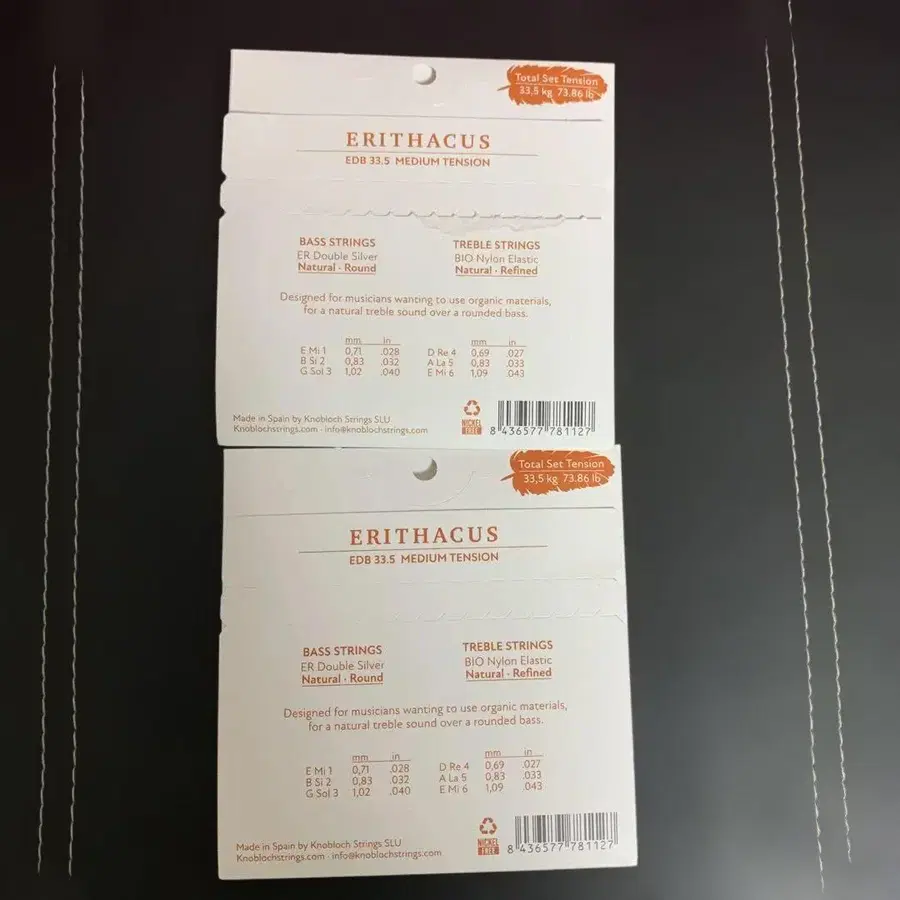 Total Set Tension
33,5 kg 73.86 lb
ERITHACUS
EDB 33.5 MEDIUM TENSION
BASS STRINGS
ER Double Silver
Natural · Round
TREBLE STRINGS
BIO Nylon Elastic
Natural · Refined
Designed for musicians wanting to use organic materials,
for a natural treble sound over a rounded bass.
mm in
E Mi 1 0,71 .028
B Si 2 0,83 .032
G Sol 3 1,02 .040
mm in
D Re 4 0,69 .027
A La 5 0,83 .033
E Mi 6 1,09 .043
Made in Spain by Knobloch Strings SLU
Knoblochstrings.com · info@knoblochstrings.com
NICKEL
FREE
8 436577 781127
Total Set Tension
33,5 kg 73.86 lb
ERITHACUS
EDB 33.5 MEDIUM TENSION
BASS STRINGS
ER Double Silver
Natural · Round
TREBLE STRINGS
BIO Nylon Elastic
Natural · Refined
Designed for musicians wanting to use organic materials,
for a natural treble sound over a rounded bass.
mm in
E Mi 1 0,71 .028
B Si 2 0,83 .032
G Sol 3 1,02 .040
mm in
D Re 4 0,69 .027
A La 5 0,83 .033
E Mi 6 1,09 .043
Made in Spain by Knobloch Strings SLU
Knoblochstrings.com · info@knoblochstrings.com
NICKEL
FREE
8 436577 781127